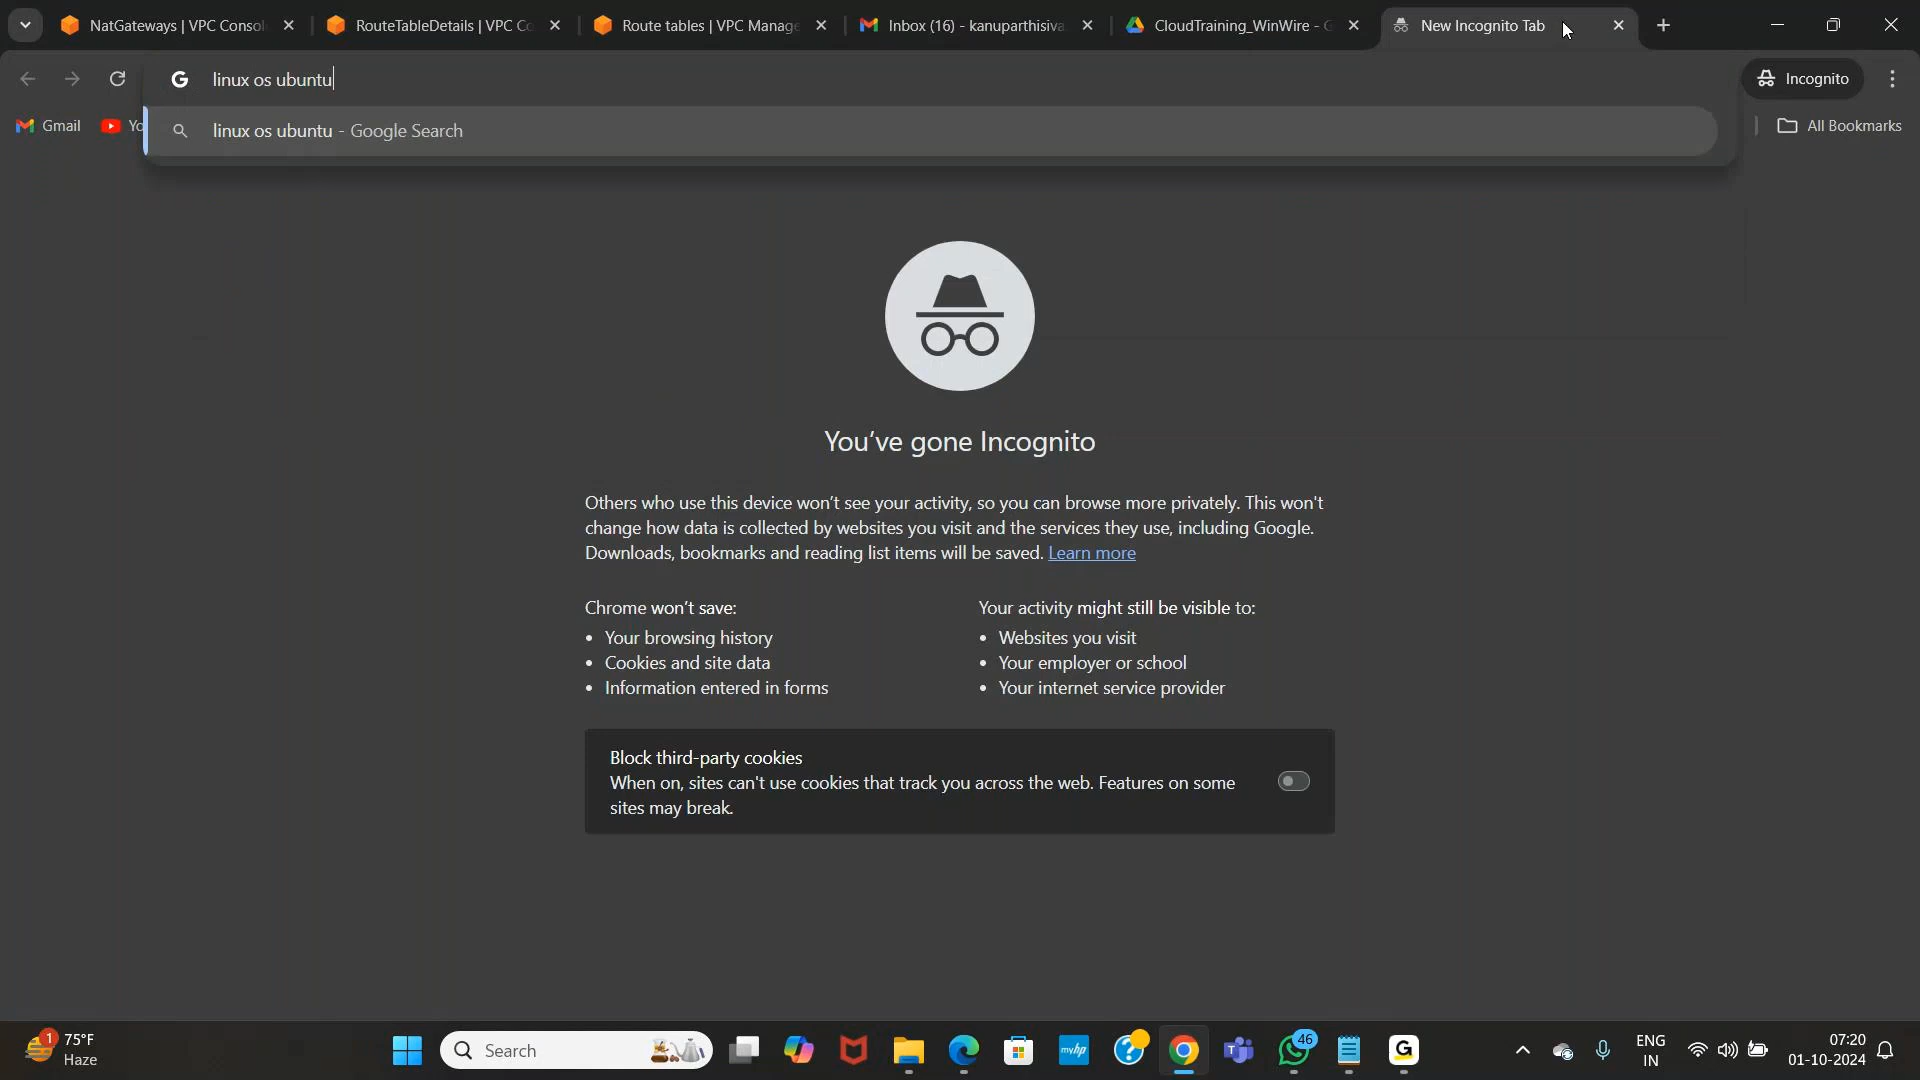 NatGateways | VPC Consol
RouteTableDetails | VPC Co
Route tables | VPC Manage
Inbox (16) - kanuparthisiva
CloudTraining_WinWire - G
New Incognito Tab
linux os ubuntu
Incognito
Gmail
Yo
linux os ubuntu - Google Search
All Bookmarks
You've gone Incognito
Others who use this device won't see your activity, so you can browse more privately. This won't
change how data is collected by websites you visit and the services they use, including Google.
Downloads, bookmarks and reading list items will be saved. Learn more
Chrome won't save:
• Your browsing history
• Cookies and site data
• Information entered in forms
Your activity might still be visible to:
• Websites you visit
• Your employer or school
• Your internet service provider
Block third-party cookies
When on, sites can't use cookies that track you across the web. Features on some
sites may break.
1
75°F
Haze
Search
myhp
46
ENG
IN
07:20
01-10-2024